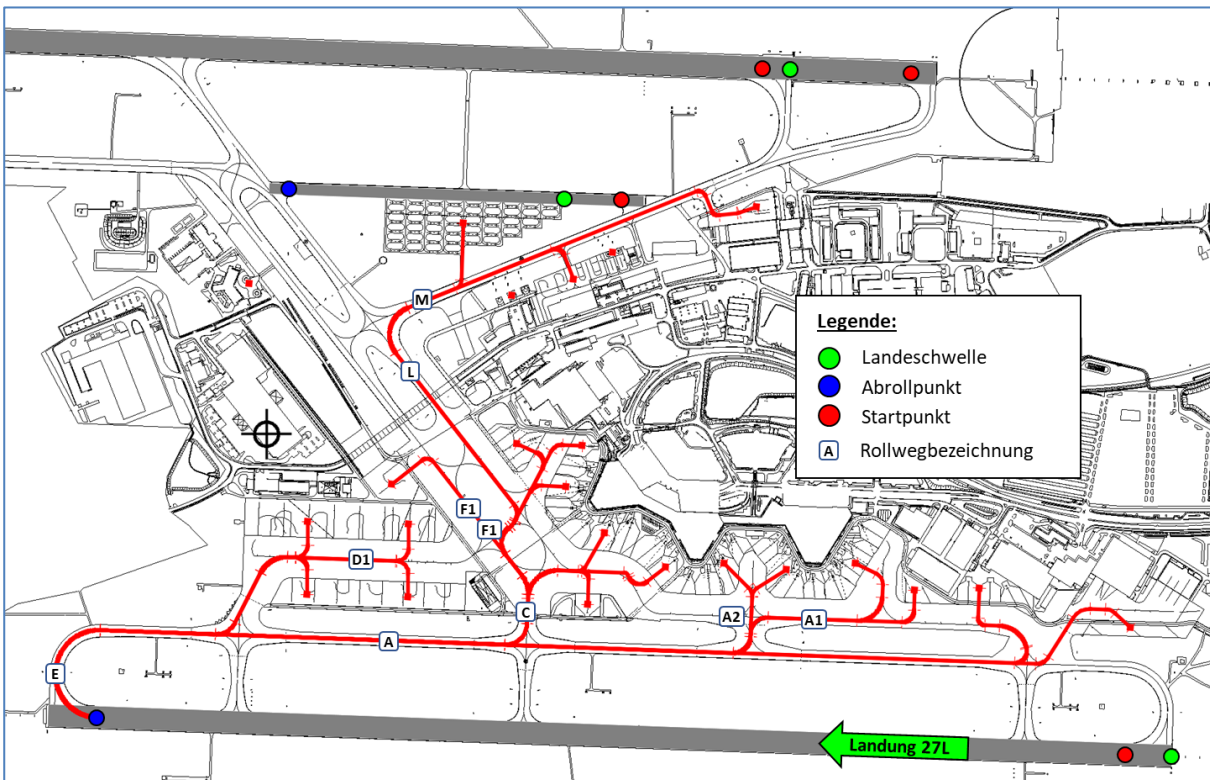 M
Legende:
Landeschwelle
Abrollpunkt
Startpunkt
A Rollwegbezeichnung
L
F1
F1
D1
C
A2
A1
A
E
Landung 27L